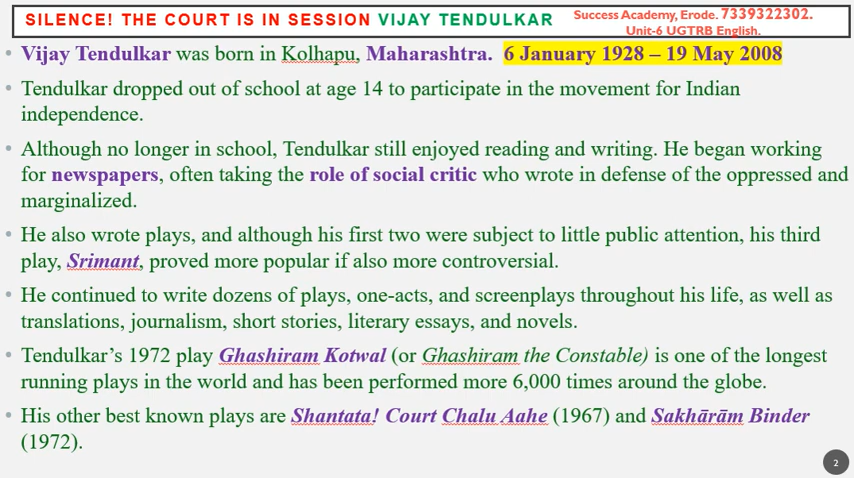 SILENCE! THE COURT IS IN SESSION VIJAY TENDULKAR
Success Academy, Erode. 7339322302.
Unit-6 UGTRB English.
• Vijay Tendulkar was born in Kolhapu, Maharashtra. 6 January 1928 – 19 May 2008
• Tendulkar dropped out of school at age 14 to participate in the movement for Indian
independence.
• Although no longer in school, Tendulkar still enjoyed reading and writing. He began working
for newspapers, often taking the role of social critic who wrote in defense of the oppressed and
marginalized.
• He also wrote plays, and although his first two were subject to little public attention, his third
play, Srimant, proved more popular if also more controversial.
• He continued to write dozens of plays, one-acts, and screenplays throughout his life, as well as
translations, journalism, short stories, literary essays, and novels.
• Tendulkar’s 1972 play Ghashiram Kotwal (or Ghashiram the Constable) is one of the longest
running plays in the world and has been performed more 6,000 times around the globe.
• His other best known plays are Shantata! Court Chalu Aahe (1967) and Sakhārām Binder
(1972).
2